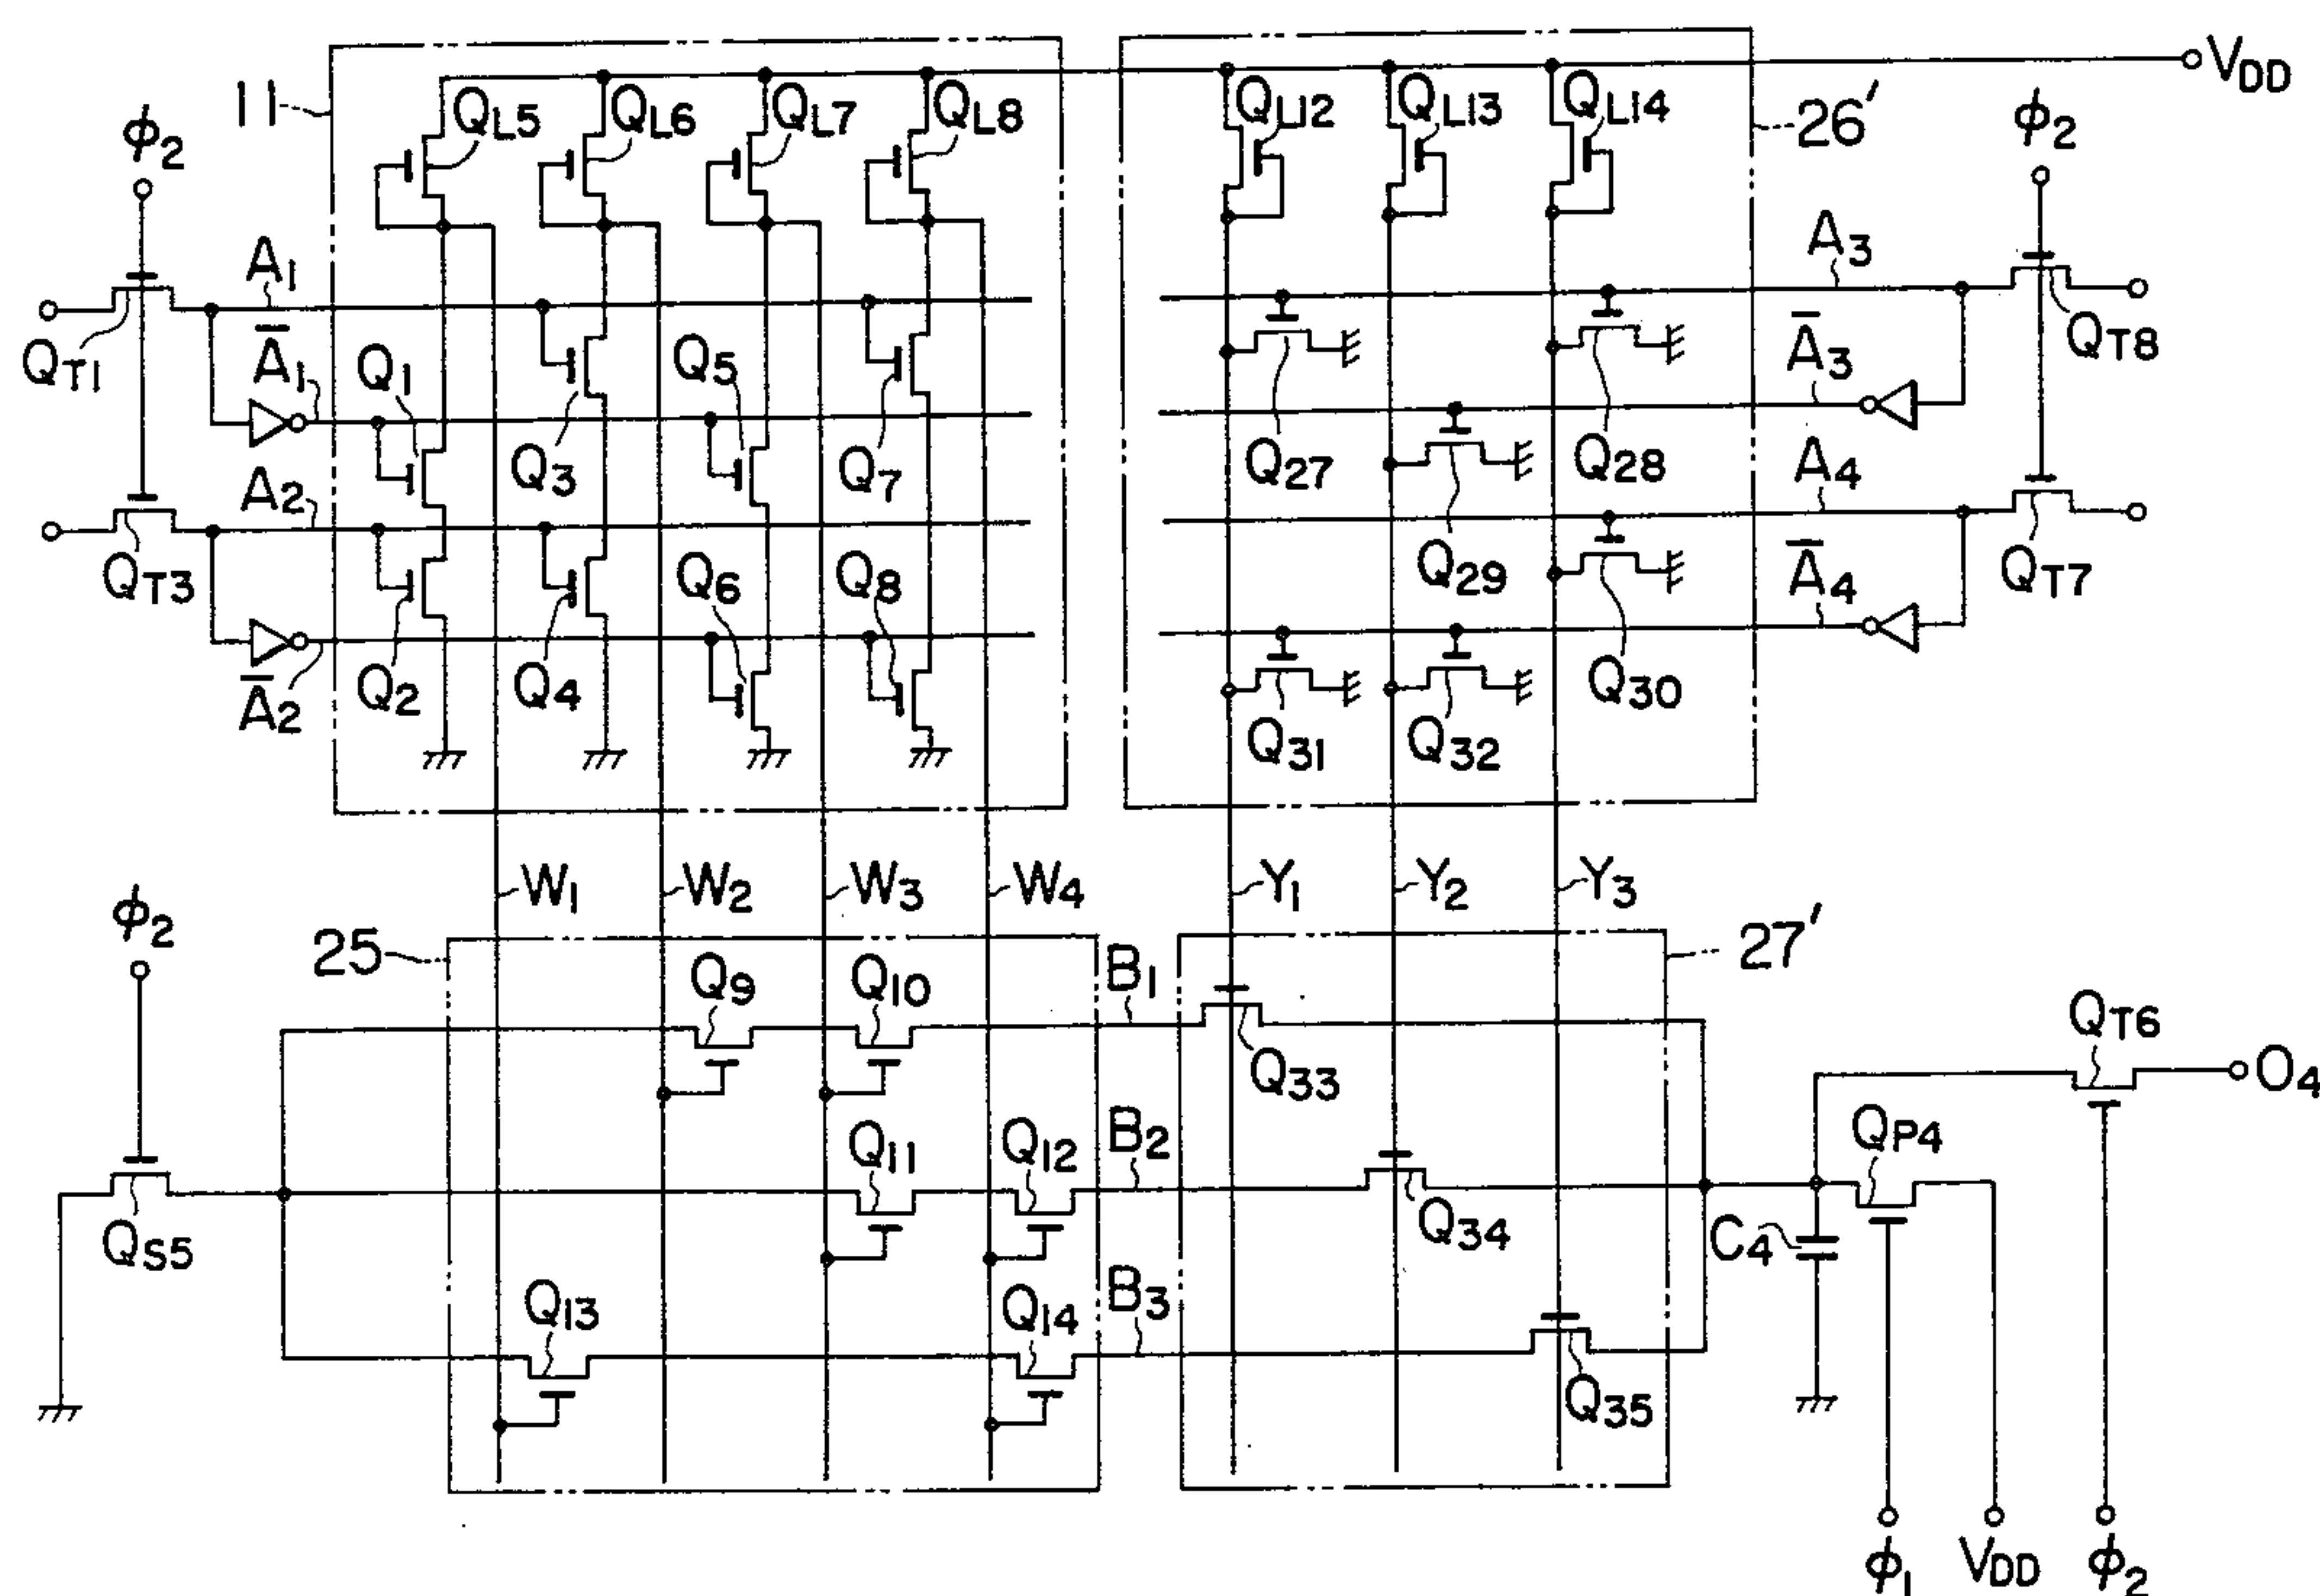 11
φ2
QL5
QL6
QL7
QL8
QL12
QL13
QL14
26'
VDD
φ2
A1
Ā1
QT1
Q1
Q3
Q5
Q7
A2
QT3
Ā2
Q2
Q4
Q6
Q8
A3
QT8
Ā3
Q27
Q28
Q29
A4
QT7
Ā4
Q30
Q31
Q32
W1
W2
W3
W4
Y1
Y2
Y3
φ2
25
27'
Q9
Q10
B1
Q33
QT6
O4
Q11
Q12
B2
Q34
QP4
C4
QS5
Q13
Q14
B3
Q35
φ1
VDD
φ2